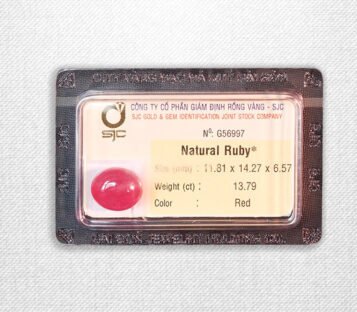 CÔNG TY CỔ PHẦN GIÁM ĐỊNH RỒNG VÀNG - SJC
SJC GOLD & GEM IDENTIFICATION JOINT STOCK COMPANY
SJC
Nº: G56997
Natural Ruby*
Size (mm) : 11.81 x 14.27 x 6.57
Weight (ct) : 13.79
Color : Red